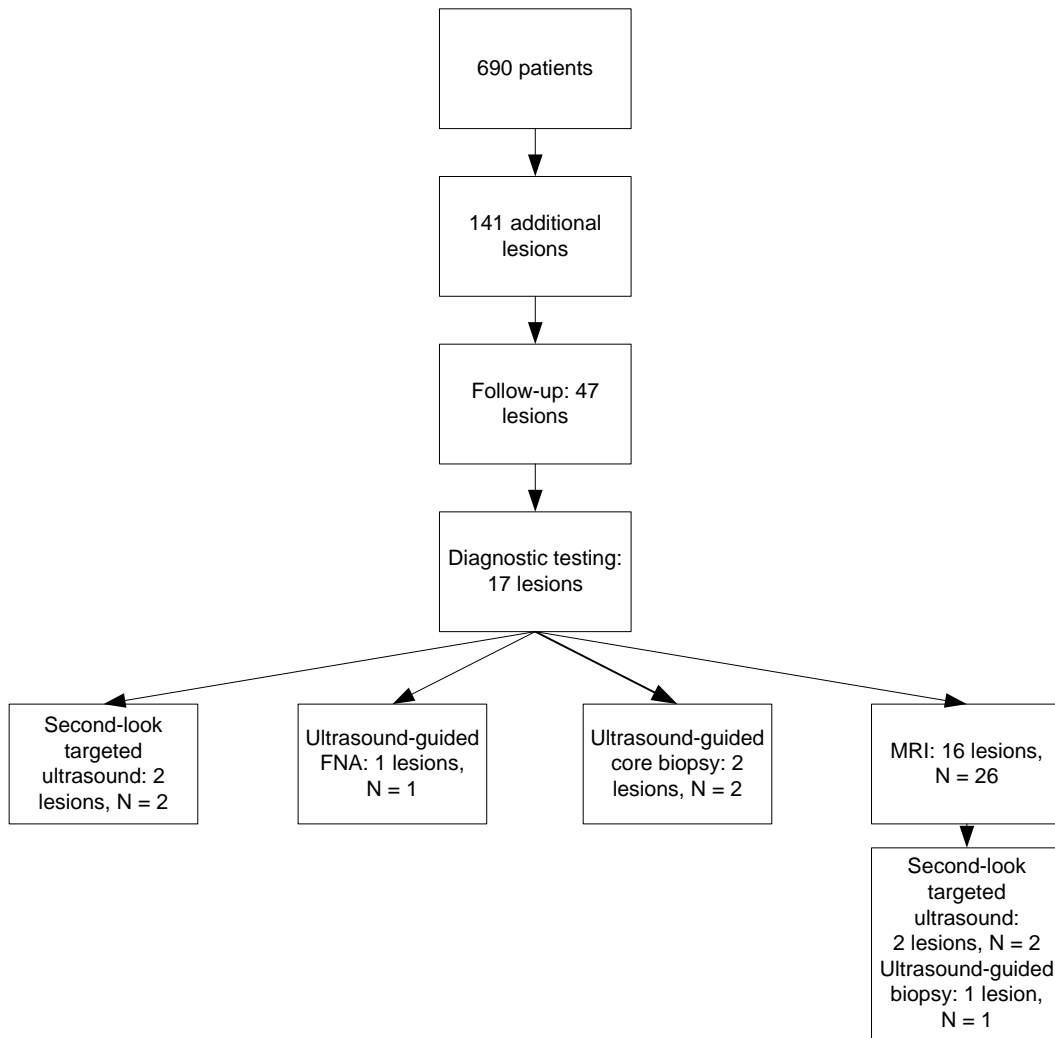 690 patients
141 additional
lesions
Follow-up: 47
lesions
Diagnostic testing:
17 lesions
Second-look
targeted
ultrasound: 2
lesions, N = 2
Ultrasound-guided
FNA: 1 lesions,
N = 1
Ultrasound-guided
core biopsy: 2
lesions, N = 2
MRI: 16 lesions,
N = 26
Second-look
targeted
ultrasound:
2 lesions, N = 2
Ultrasound-guided
biopsy: 1 lesion,
N = 1